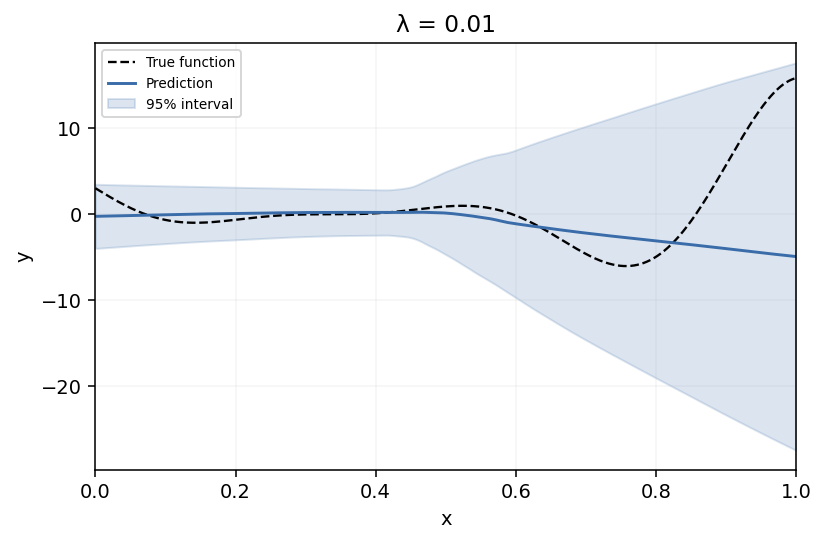 λ = 0.01
True function
Prediction
95% interval
10
0
−10
−20
y
0.0 0.2 0.4 0.6 0.8 1.0
x